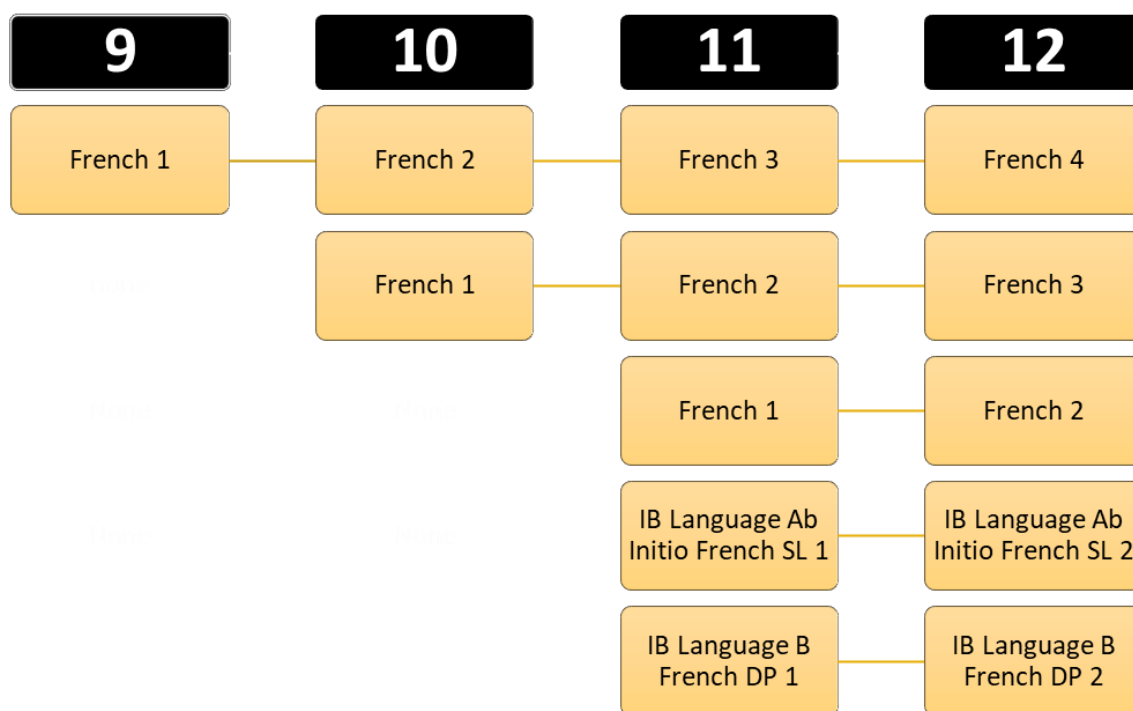 9
10
11
12
French 1
French 2
French 3
French 4
French 1
French 2
French 3
French 1
French 2
IB Language Ab
Initio French SL 1
IB Language Ab
Initio French SL 2
IB Language B
French DP 1
IB Language B
French DP 2